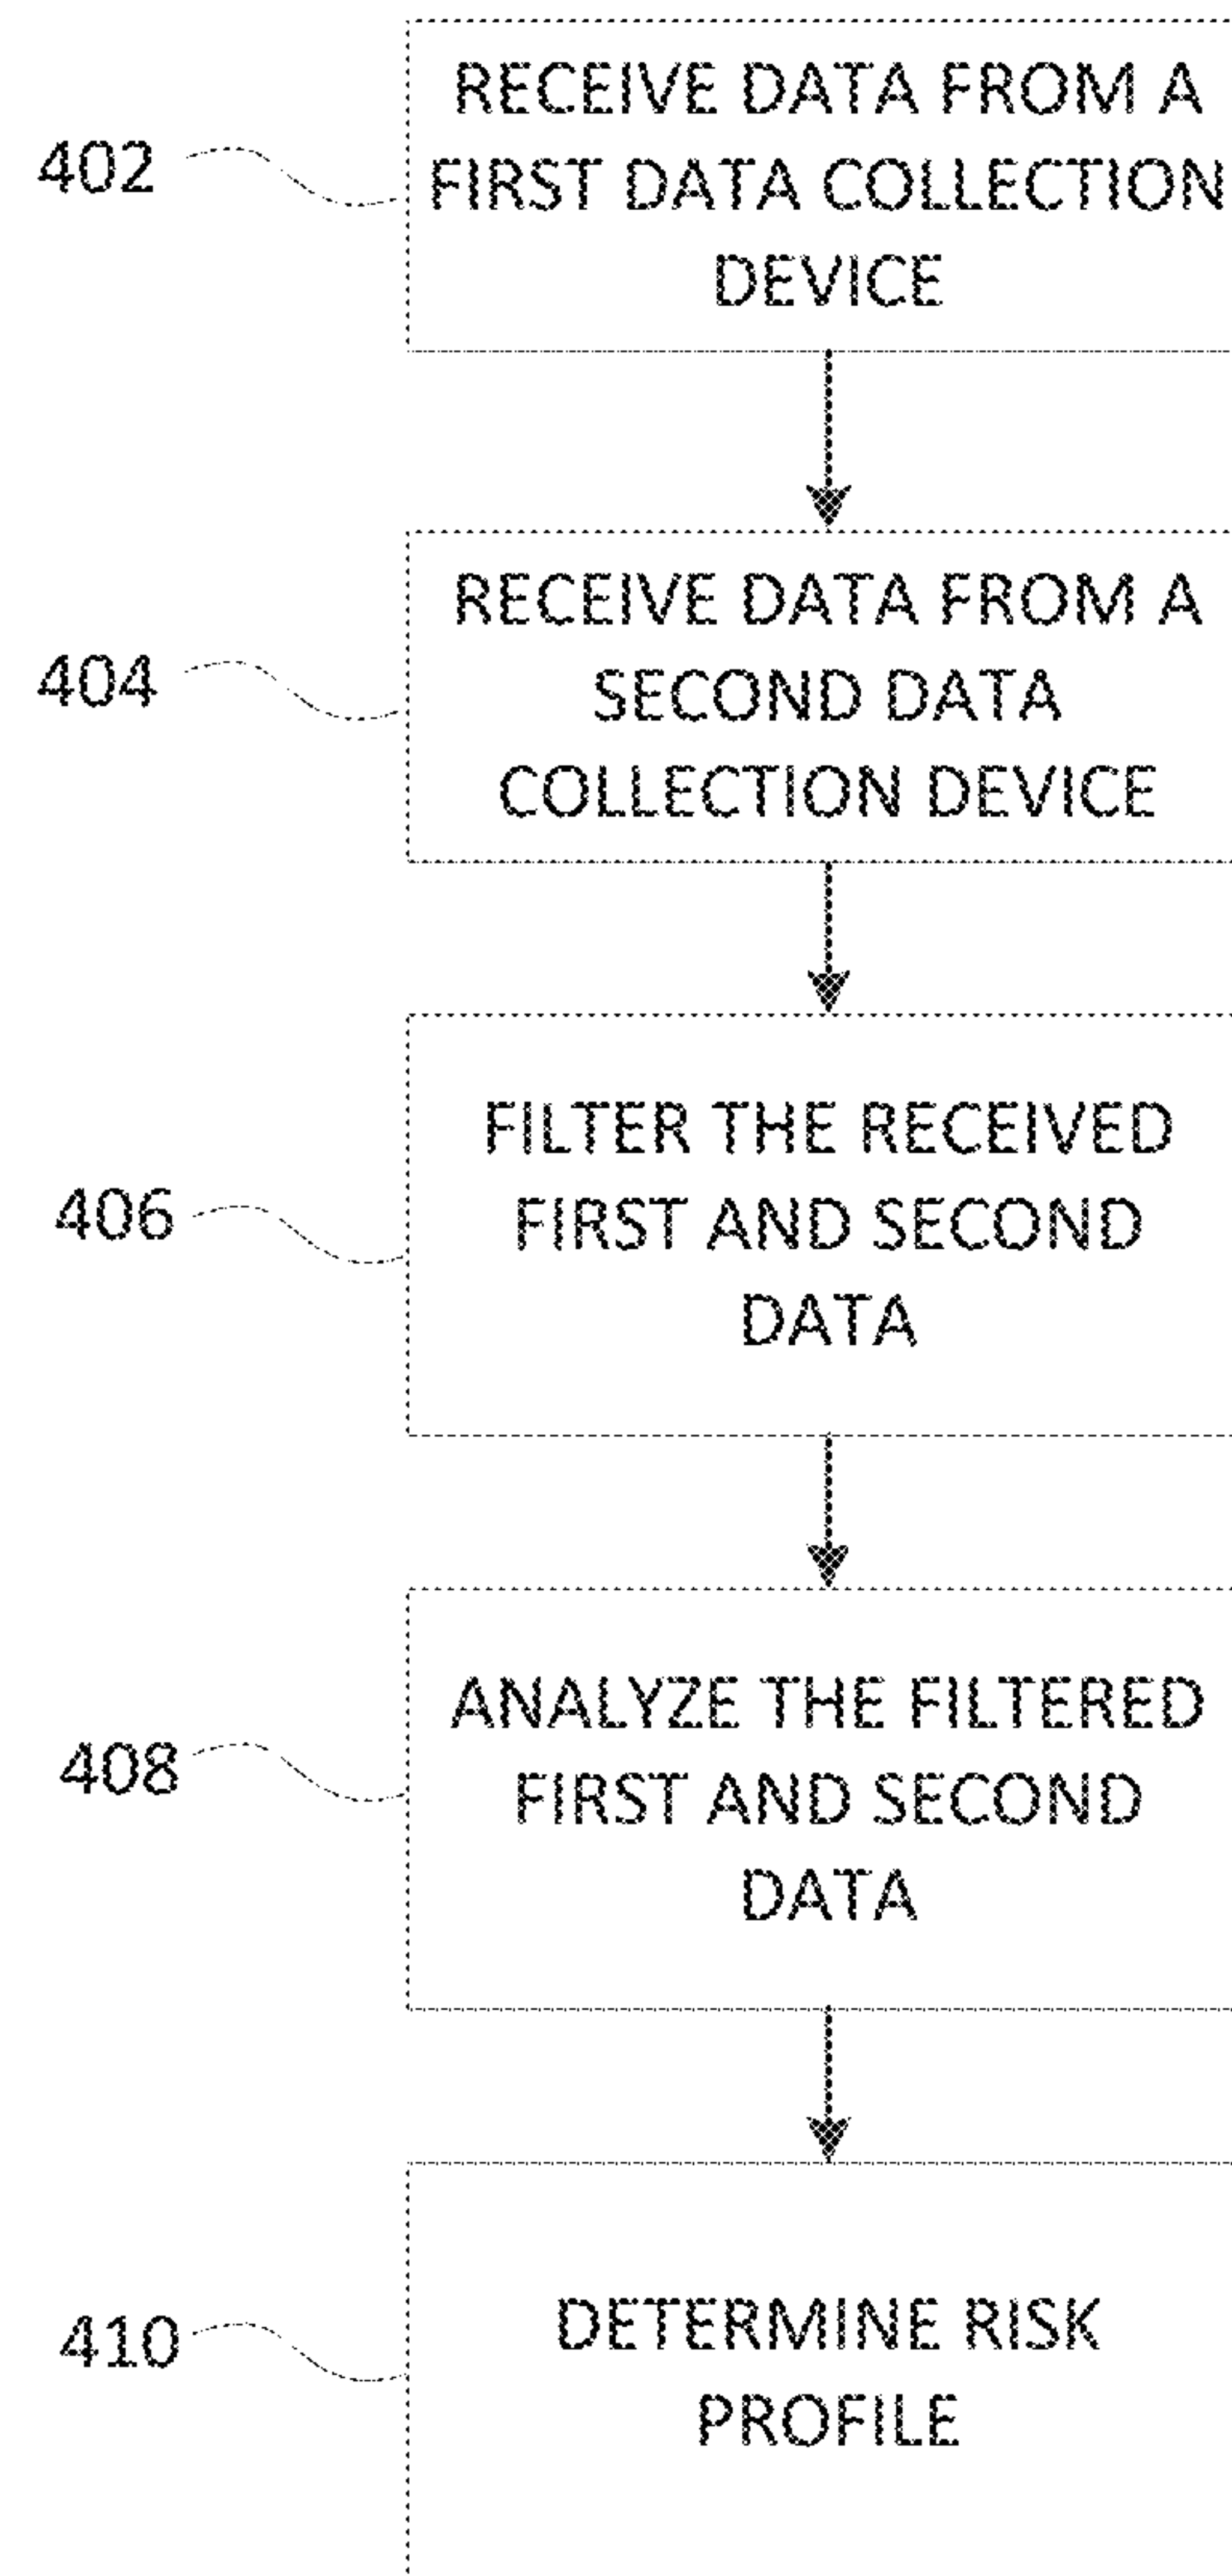 402
RECEIVE DATA FROM A
FIRST DATA COLLECTION
DEVICE
404
RECEIVE DATA FROM A
SECOND DATA
COLLECTION DEVICE
406
FILTER THE RECEIVED
FIRST AND SECOND
DATA
408
ANALYZE THE FILTERED
FIRST AND SECOND
DATA
410
DETERMINE RISK
PROFILE